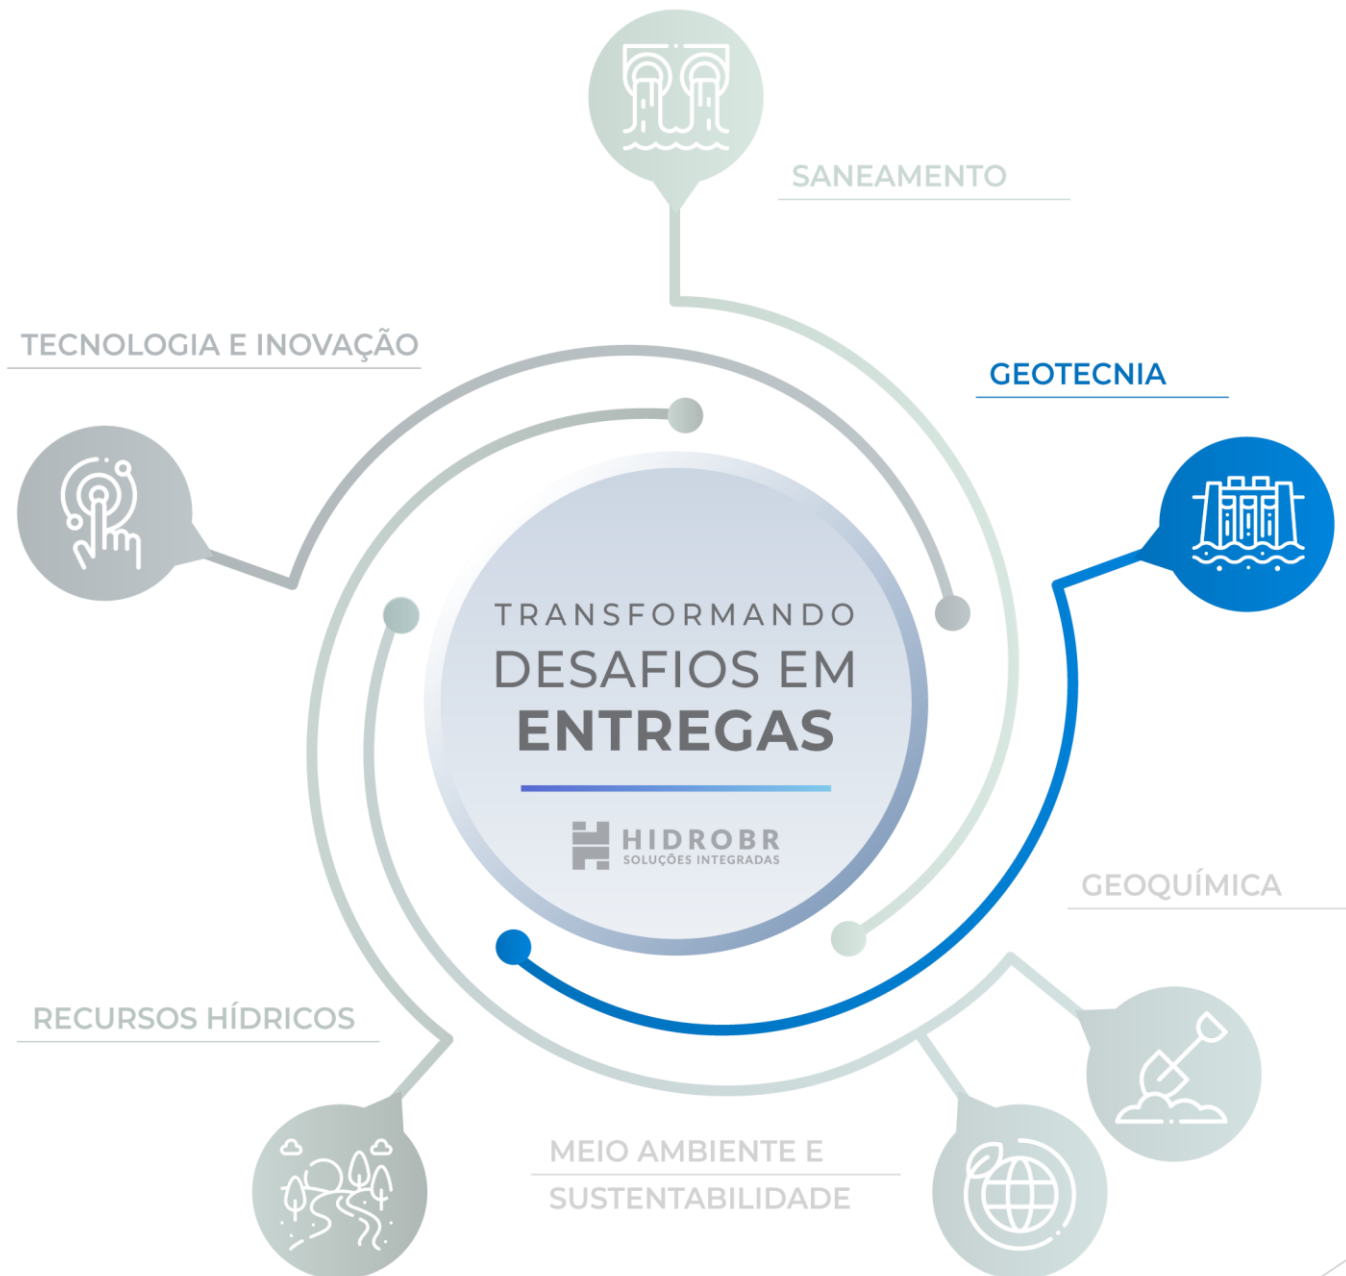 SANEAMENTO
TECNOLOGIA E INOVAÇÃO
GEOTECNIA
TRANSFORMANDO
DESAFIOS EM
ENTREGAS
HIDROBR
SOLUÇÕES INTEGRADAS
GEOQUÍMICA
RECURSOS HÍDRICOS
MEIO AMBIENTE E
SUSTENTABILIDADE